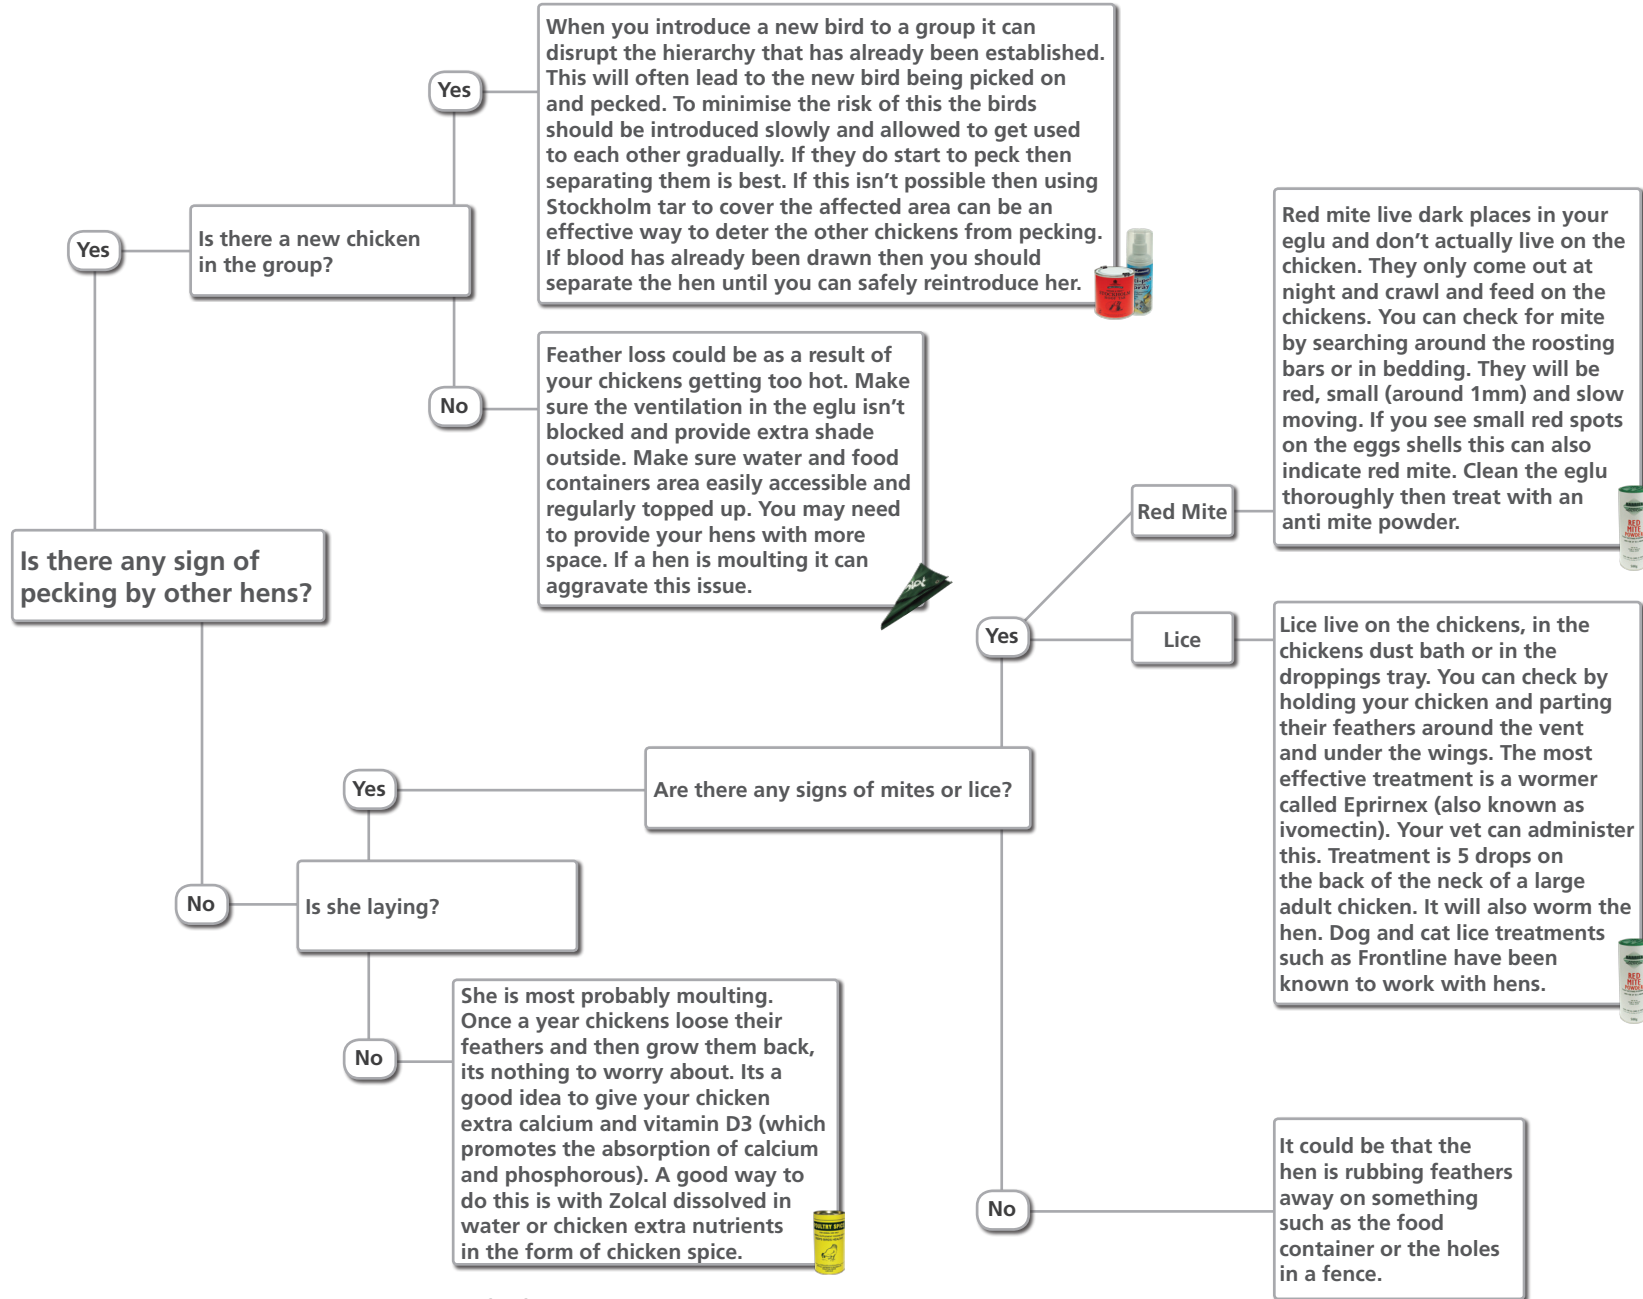 When you introduce a new bird to a group it can
disrupt the hierarchy that has already been established.
This will often lead to the new bird being picked on
and pecked. To minimise the risk of this the birds
should be introduced slowly and allowed to get used
to each other gradually. If they do start to peck then
separating them is best. If this isn't possible then using
Stockholm tar to cover the affected area can be an
effective way to deter the other chickens from pecking.
If blood has already been drawn then you should
separate the hen until you can safely reintroduce her.
Yes
Is there a new chicken
in the group?
Yes
No
Feather loss could be as a result of
your chickens getting too hot. Make
sure the ventilation in the eglu isn't
blocked and provide extra shade
outside. Make sure water and food
containers area easily accessible and
regularly topped up. You may need
to provide your hens with more
space. If a hen is moulting it can
aggravate this issue.
Is there any sign of
pecking by other hens?
Red mite live dark places in your
eglu and don't actually live on the
chicken. They only come out at
night and crawl and feed on the
chickens. You can check for mite
by searching around the roosting
bars or in bedding. They will be
red, small (around 1mm) and slow
moving. If you see small red spots
on the eggs shells this can also
indicate red mite. Clean the eglu
thoroughly then treat with an
anti mite powder.
Red Mite
RED
MITE
POWDER
Yes
Lice
Lice live on the chickens, in the
chickens dust bath or in the
droppings tray. You can check by
holding your chicken and parting
their feathers around the vent
and under the wings. The most
effective treatment is a wormer
called Eprirnex (also known as
ivomectin). Your vet can administer
this. Treatment is 5 drops on
the back of the neck of a large
adult chicken. It will also worm the
hen. Dog and cat lice treatments
such as Frontline have been
known to work with hens.
RED
MITE
POWDER
Are there any signs of mites or lice?
Yes
No
Is she laying?
No
She is most probably moulting.
Once a year chickens loose their
feathers and then grow them back,
its nothing to worry about. Its a
good idea to give your chicken
extra calcium and vitamin D3 (which
promotes the absorption of calcium
and phosphorous). A good way to
do this is with Zolcal dissolved in
water or chicken extra nutrients
in the form of chicken spice.
POULTRY SPICE
No
It could be that the
hen is rubbing feathers
away on something
such as the food
container or the holes
in a fence.